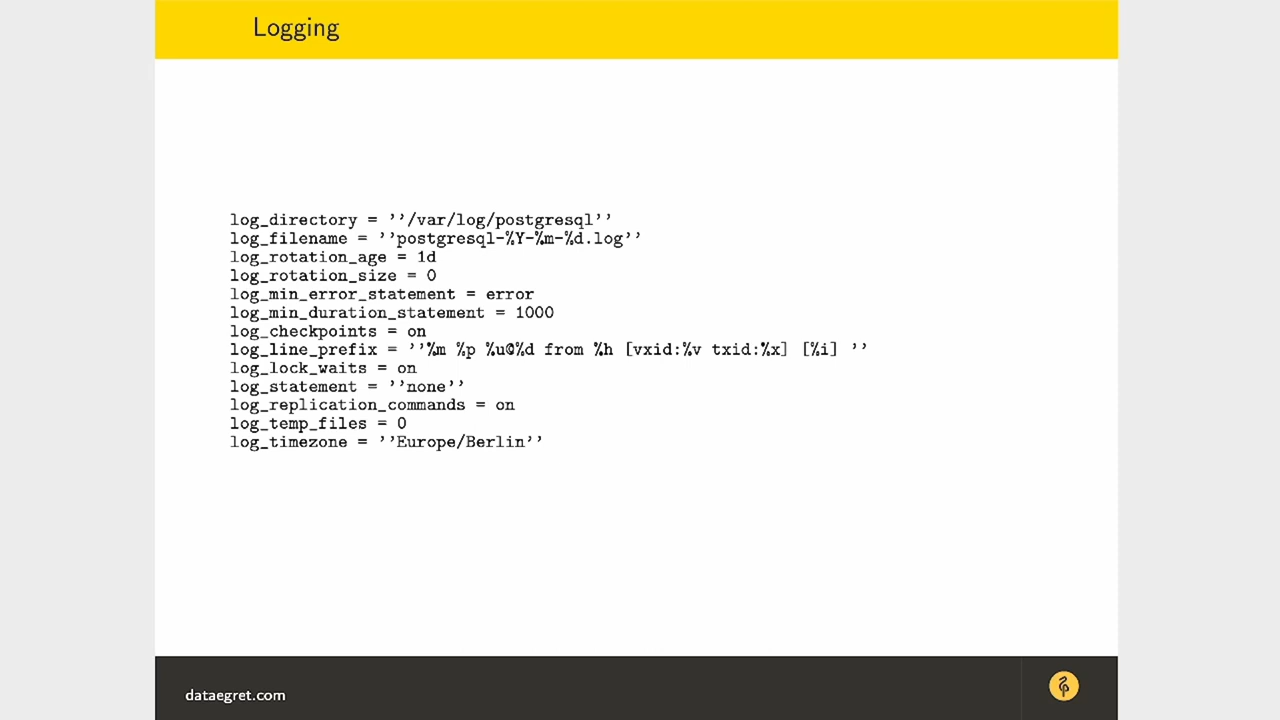 Logging
log_directory = ’’/var/log/postgresql’’
log_filename = ’’postgresql-%Y-%m-%d.log’’
log_rotation_age = 1d
log_rotation_size = 0
log_min_error_statement = error
log_min_duration_statement = 1000
log_checkpoints = on
log_line_prefix = ’’%m %p %u@%d from %h [vxid:%v txid:%x] [%i] ’’
log_lock_waits = on
log_statement = ’’none’’
log_replication_commands = on
log_temp_files = 0
log_timezone = ’’Europe/Berlin’’
dataegret.com